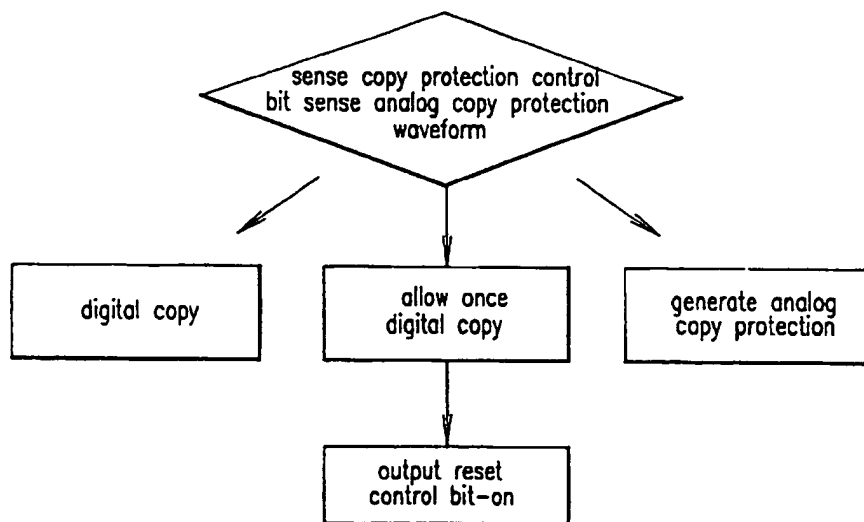 sense copy protection control
bit sense analog copy protection
waveform
digital copy
allow once
digital copy
generate analog
copy protection
output reset
control bit-on